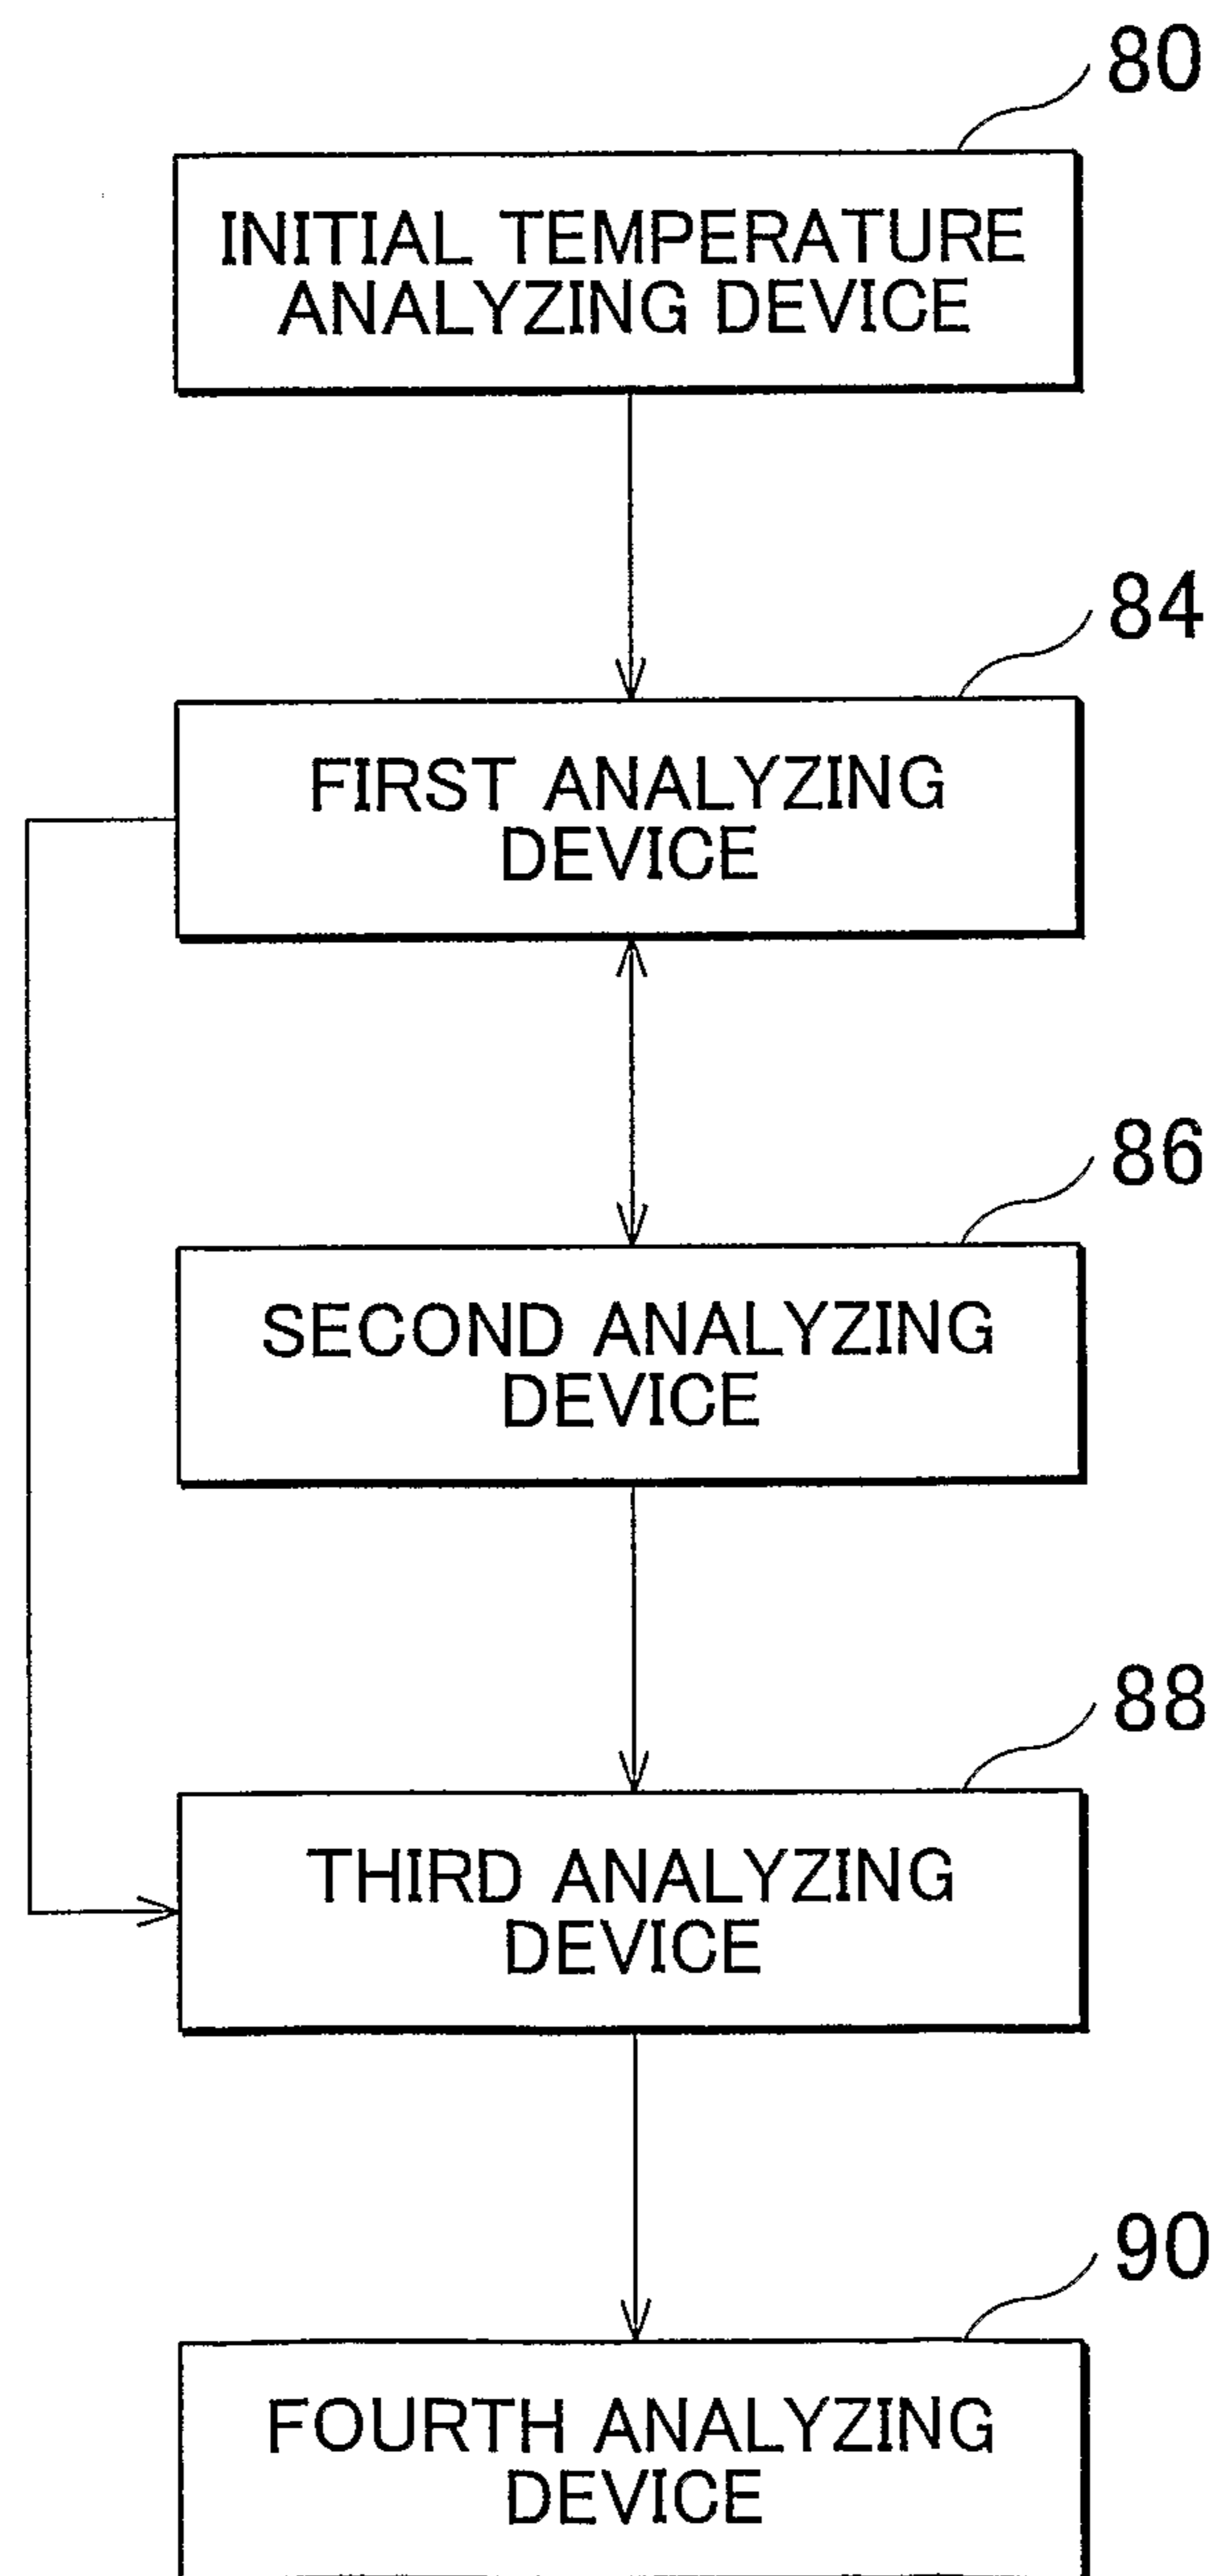 80
INITIAL TEMPERATURE
ANALYZING DEVICE
84
FIRST ANALYZING
DEVICE
86
SECOND ANALYZING
DEVICE
88
THIRD ANALYZING
DEVICE
90
FOURTH ANALYZING
DEVICE